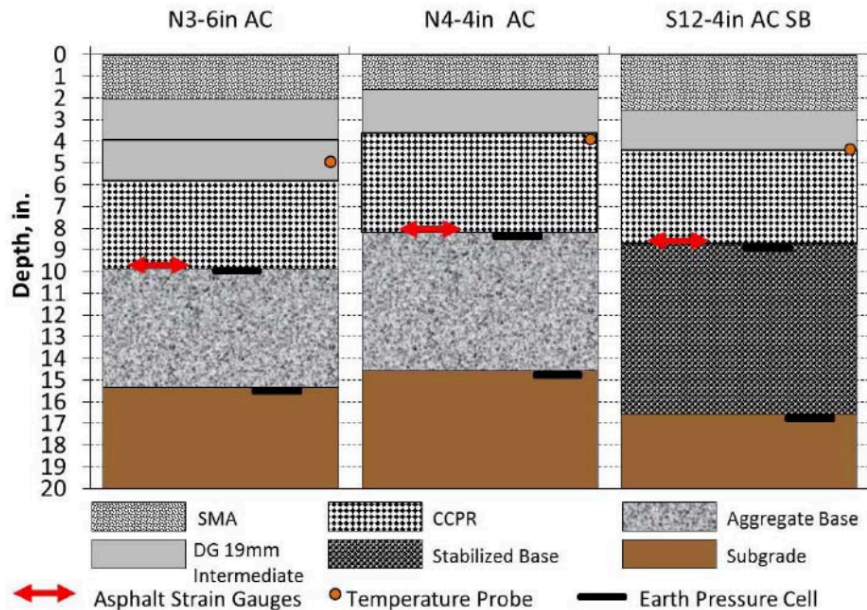 N3-6in AC
N4-4in AC
S12-4in AC SB
Depth, in.
0
1
2
3
4
5
6
7
8
9
10
11
12
13
14
15
16
17
18
19
20
SMA
CCPR
Aggregate Base
DG 19mm
Intermediate
Stabilized Base
Subgrade
Asphalt Strain Gauges
Temperature Probe
Earth Pressure Cell